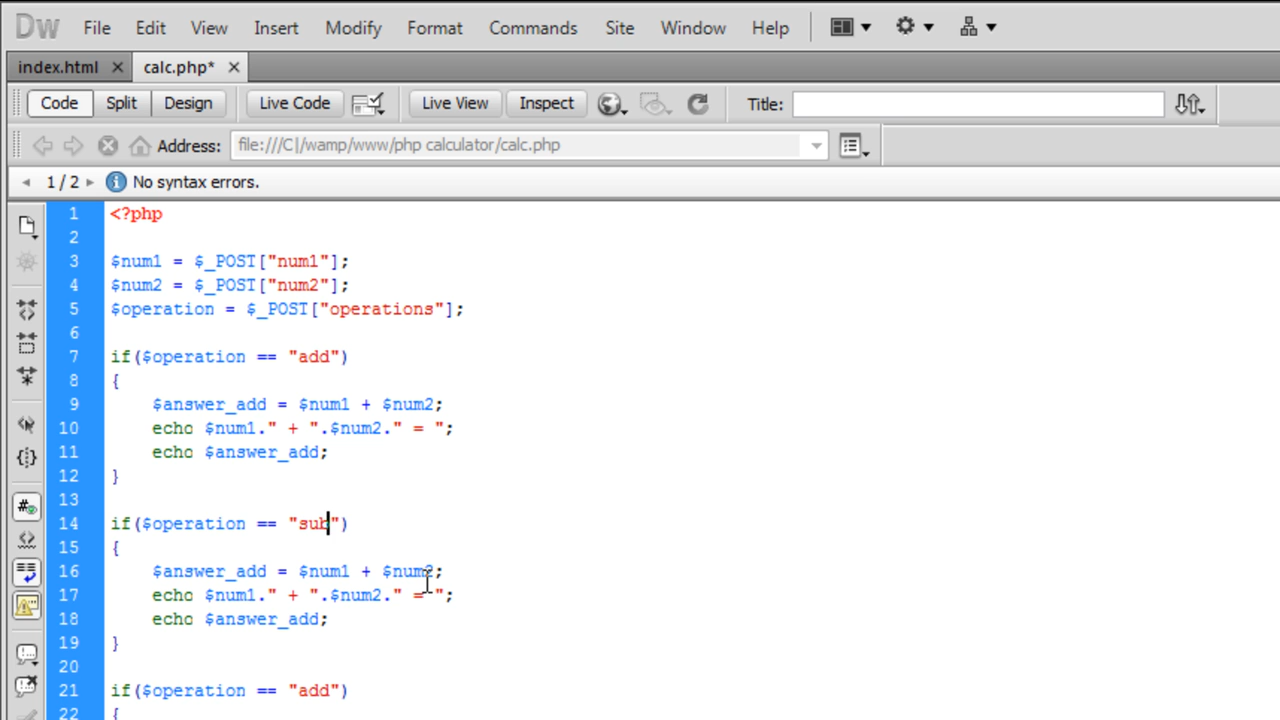 Dw File Edit View Insert Modify Format Commands Site Window Help
index.html calc.php*
Code Split Design Live Code Live View Inspect Title:
Address: file:///C|/wamp/www/php calculator/calc.php
1 / 2 No syntax errors.
1 <?php
2
3 $num1 = $_POST["num1"];
4 $num2 = $_POST["num2"];
5 $operation = $_POST["operations"];
6
7 if($operation == "add")
8 {
9 $answer_add = $num1 + $num2;
10 echo $num1." + ".$num2." = ";
11 echo $answer_add;
12 }
13
14 if($operation == "sub")
15 {
16 $answer_add = $num1 + $num2;
17 echo $num1." + ".$num2." = ";
18 echo $answer_add;
19 }
20
21 if($operation == "add")
22 {